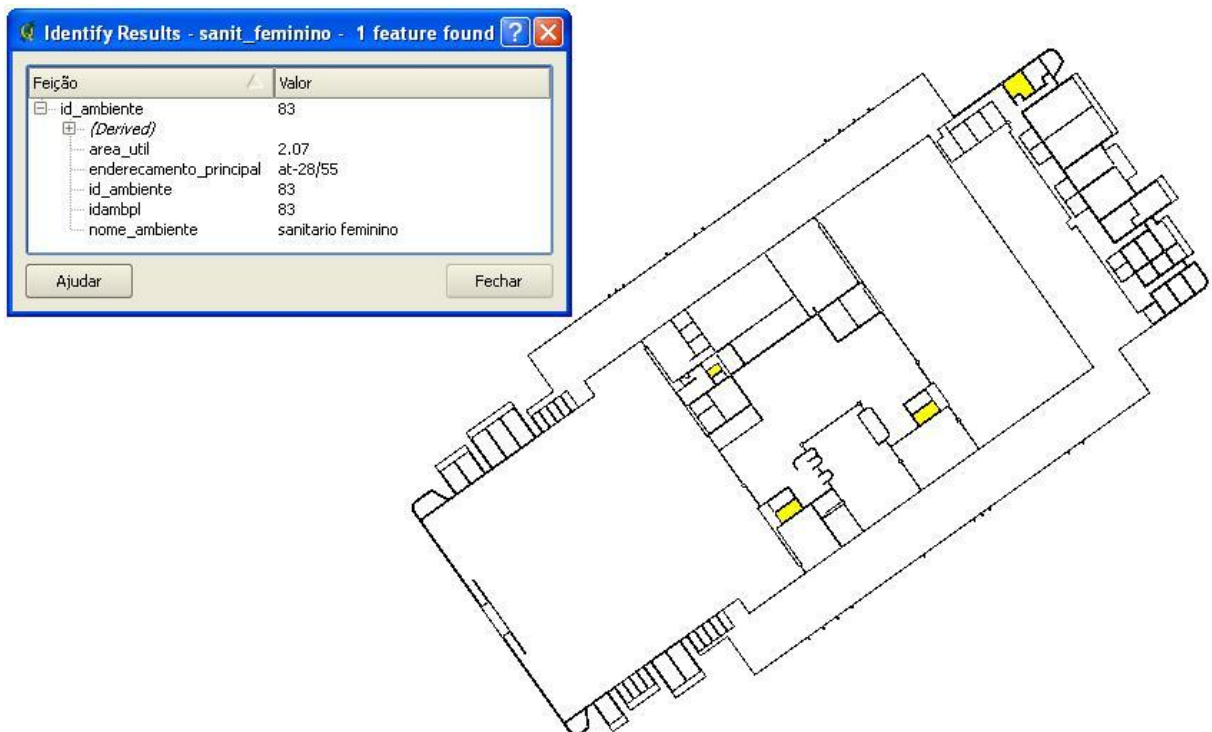 Identify Results - sanit_feminino - 1 feature found
Feição Valor
id_ambiente 83
(Derived)
area_util 2.07
enderecamento_principal at-28/55
id_ambiente 83
idambpl 83
nome_ambiente sanitario feminino
Ajudar Fechar